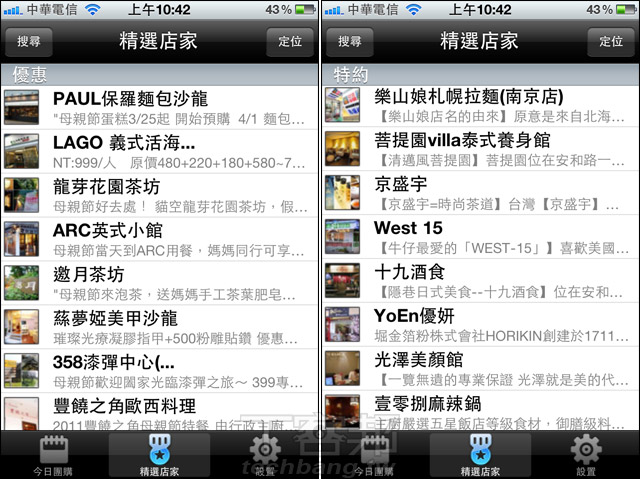 中華電信 上午10:42 43%
搜尋 精選店家 定位
優惠
PAUL保羅麵包沙龍
"母親節蛋糕3/25起 開始預購 4/1 麵包…
LAGO 義式活海...
NT:999/人 原價480+220+180+580~7…
龍芽花園茶坊
母親節好去處！ 貓空龍芽花園茶坊，假…
ARC英式小館
母親節當天到ARC用餐，媽媽同行可享…
邀月茶坊
"母親節來泡茶，送媽媽手工茶葉肥皂…
蕬夢婭美甲沙龍
璀璨光療凝膠指甲+500粉雕貼鑽 優惠…
358漆彈中心(...
母親節歡迎闔家光臨漆彈之旅～ 399專…
豐饒之角歐西料理
2011豐饒之角母親節特餐 由行政主廚…
今日團購 精選店家 設置
中華電信 上午10:42 43%
搜尋 精選店家 定位
特約
樂山娘札幌拉麵(南京店)
【樂山娘店名的由來】原意是來自北海…
菩提園villa泰式養身館
【清邁風菩提園】菩提園位在安和路一…
京盛宇
【京盛宇=時尚茶道】台灣【京盛宇】…
West 15
【牛仔最愛的「WEST-15」】喜歡美國…
十九酒食
【隱巷日式美食--十九酒食】位在安和…
YoEn優妍
堀金箔粉株式會社HORIKIN創建於1711…
光澤美顏館
【一覽無遺的專業保證 光澤就是美的代…
壹零捌麻辣鍋
主廚嚴選五星飯店等級食材，御膳級料…
今日團購 精選店家 設置
techbang.tw